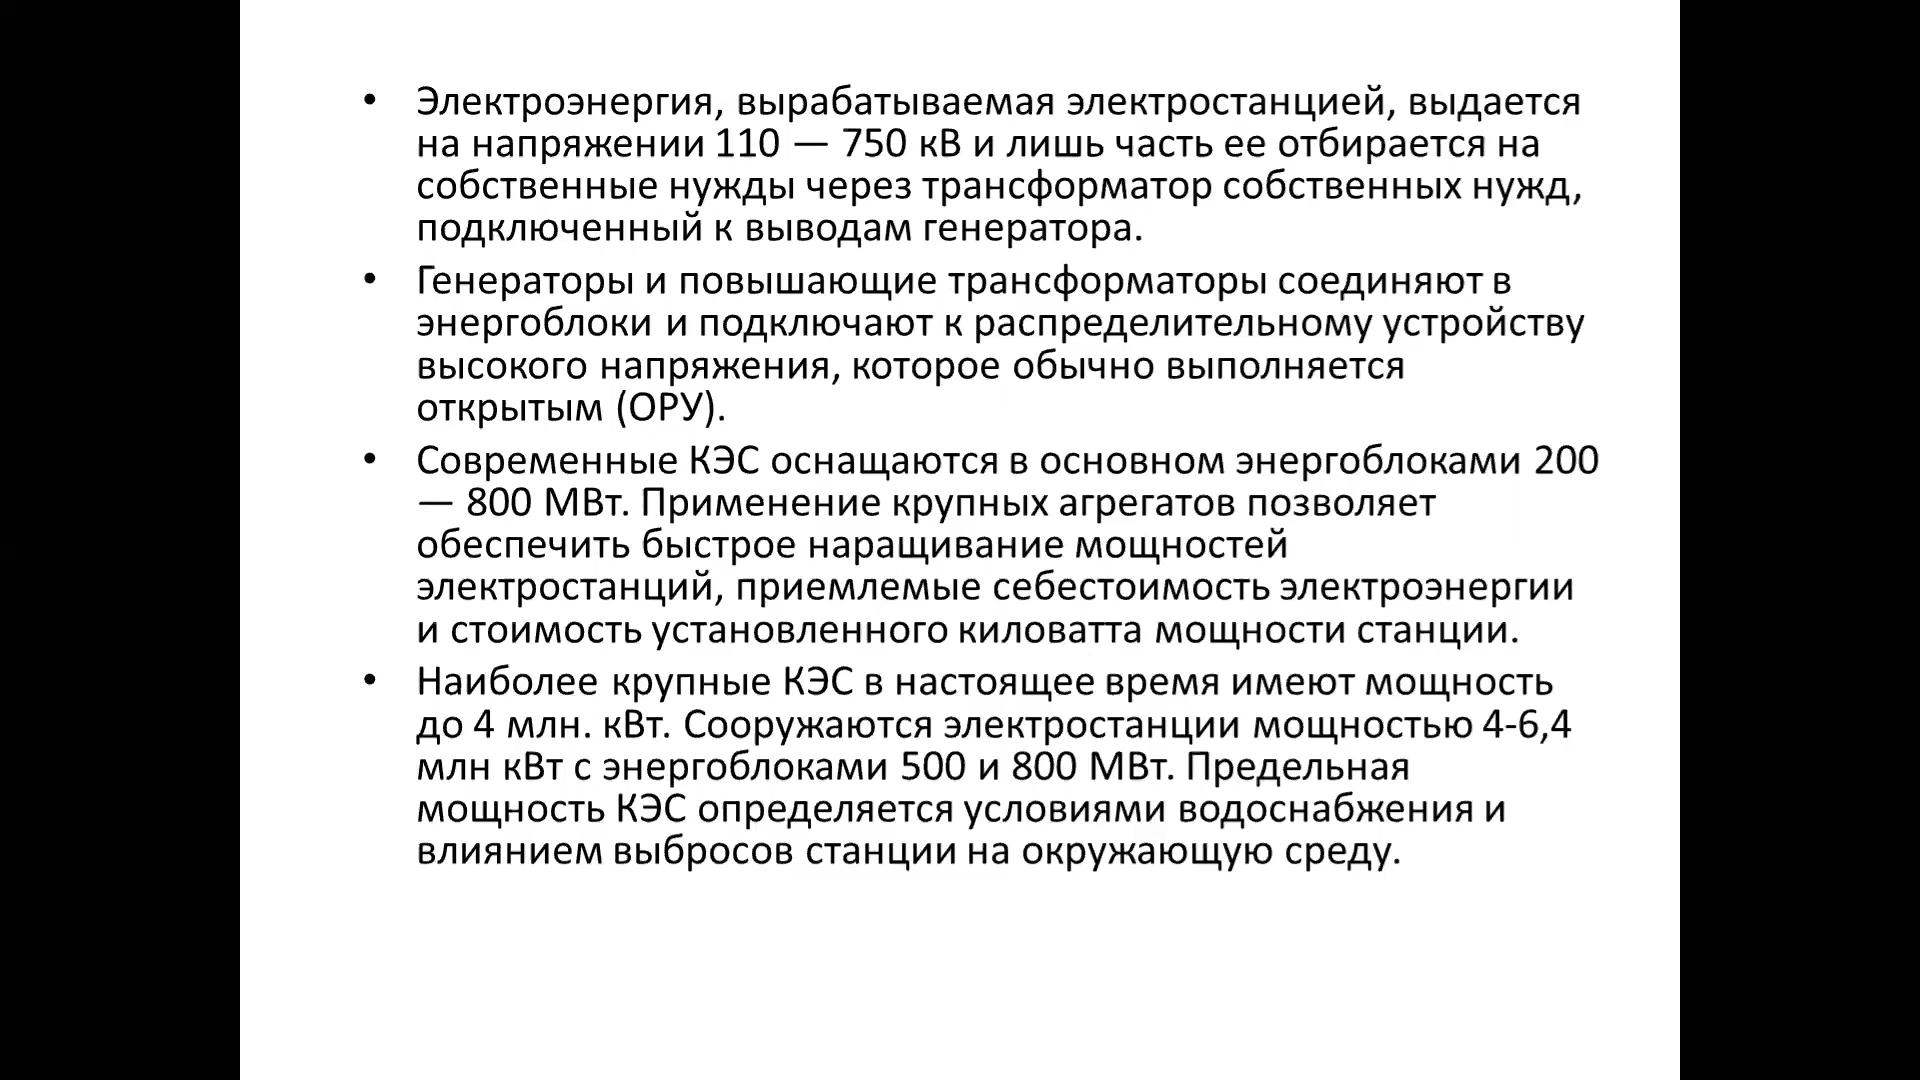 • Электроэнергия, вырабатываемая электростанцией, выдается
на напряжении 110 — 750 кВ и лишь часть ее отбирается на
собственные нужды через трансформатор собственных нужд,
подключенный к выводам генератора.
• Генераторы и повышающие трансформаторы соединяют в
энергоблоки и подключают к распределительному устройству
высокого напряжения, которое обычно выполняется
открытым (ОРУ).
• Современные КЭС оснащаются в основном энергоблоками 200
— 800 МВт. Применение крупных агрегатов позволяет
обеспечить быстрое наращивание мощностей
электростанций, приемлемые себестоимость электроэнергии
и стоимость установленного киловатта мощности станции.
• Наиболее крупные КЭС в настоящее время имеют мощность
до 4 млн. кВт. Сооружаются электростанции мощностью 4-6,4
млн кВт с энергоблоками 500 и 800 МВт. Предельная
мощность КЭС определяется условиями водоснабжения и
влиянием выбросов станции на окружающую среду.